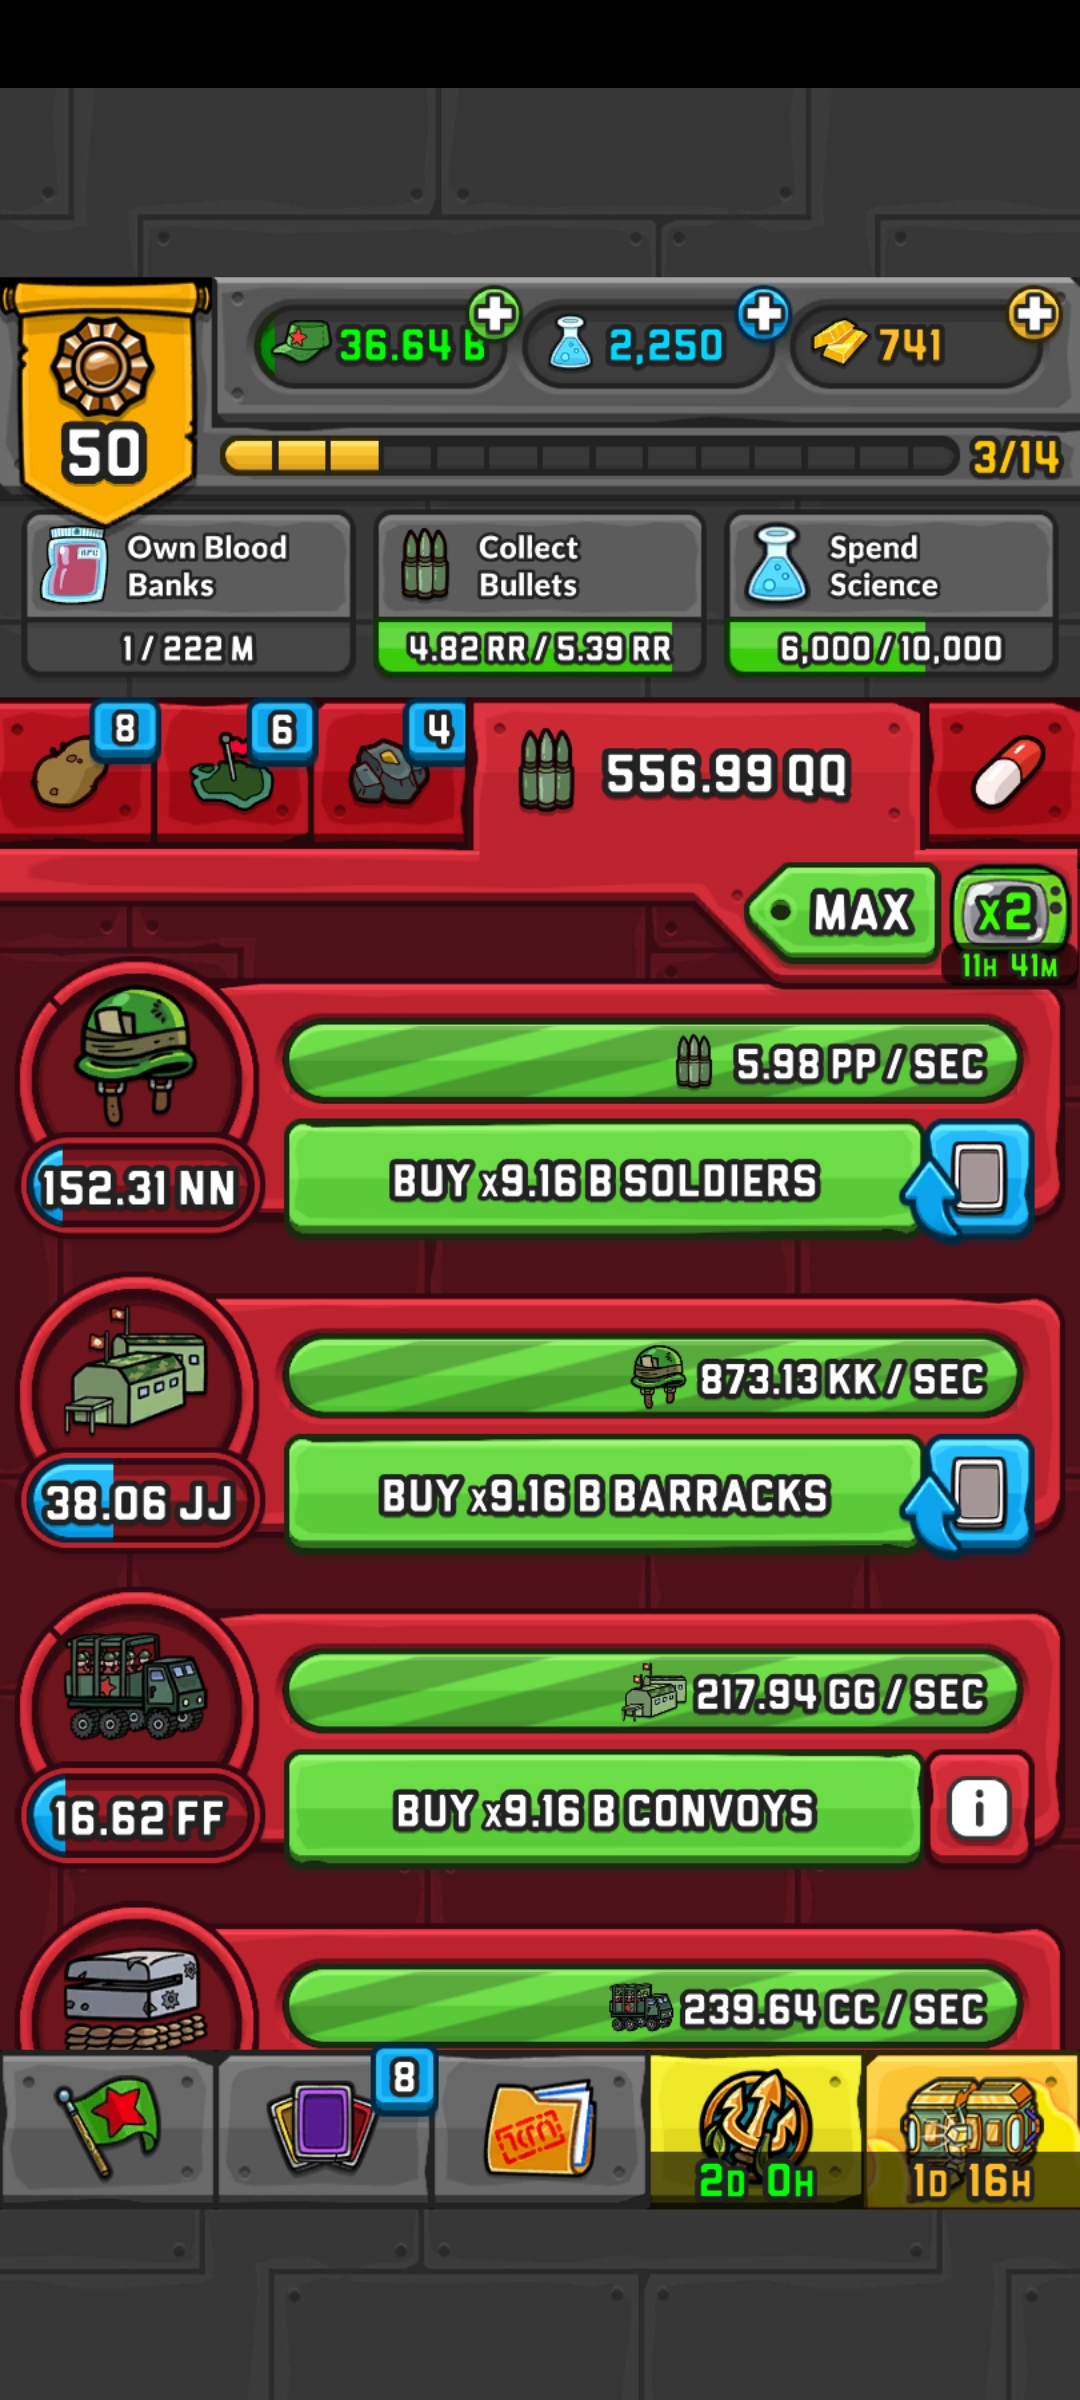 36.64 B
2,250
741
50
3/14
Own Blood
Banks
1 / 222 M
Collect
Bullets
4.82 RR / 5.39 RR
Spend
Science
6,000 / 10,000
8
6
4
556.99 QQ
MAX
x2
11H 41M
5.98 PP / SEC
152.31 NN
BUY x9.16 B SOLDIERS
873.13 KK / SEC
38.06 JJ
BUY x9.16 B BARRACKS
217.94 GG / SEC
16.62 FF
BUY x9.16 B CONVOYS
i
239.64 CC / SEC
8
2D 0H
1D 16H